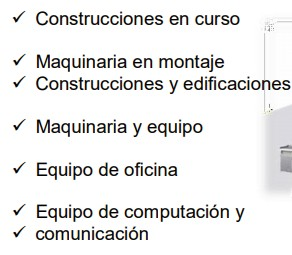 ✓ Construcciones en curso
✓ Maquinaria en montaje
✓ Construcciones y edificaciones
✓ Maquinaria y equipo
✓ Equipo de oficina
✓ Equipo de computación y
✓ comunicación